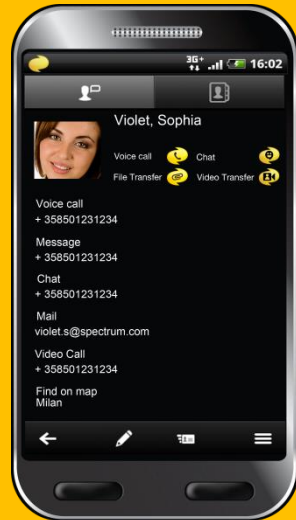 3G+ 16:02
Violet, Sophia
Voice call Chat
File Transfer Video Transfer
Voice call
+ 358501231234
Message
+ 358501231234
Chat
+ 358501231234
Mail
violet.s@spectrum.com
Video Call
+ 358501231234
Find on map
Milan